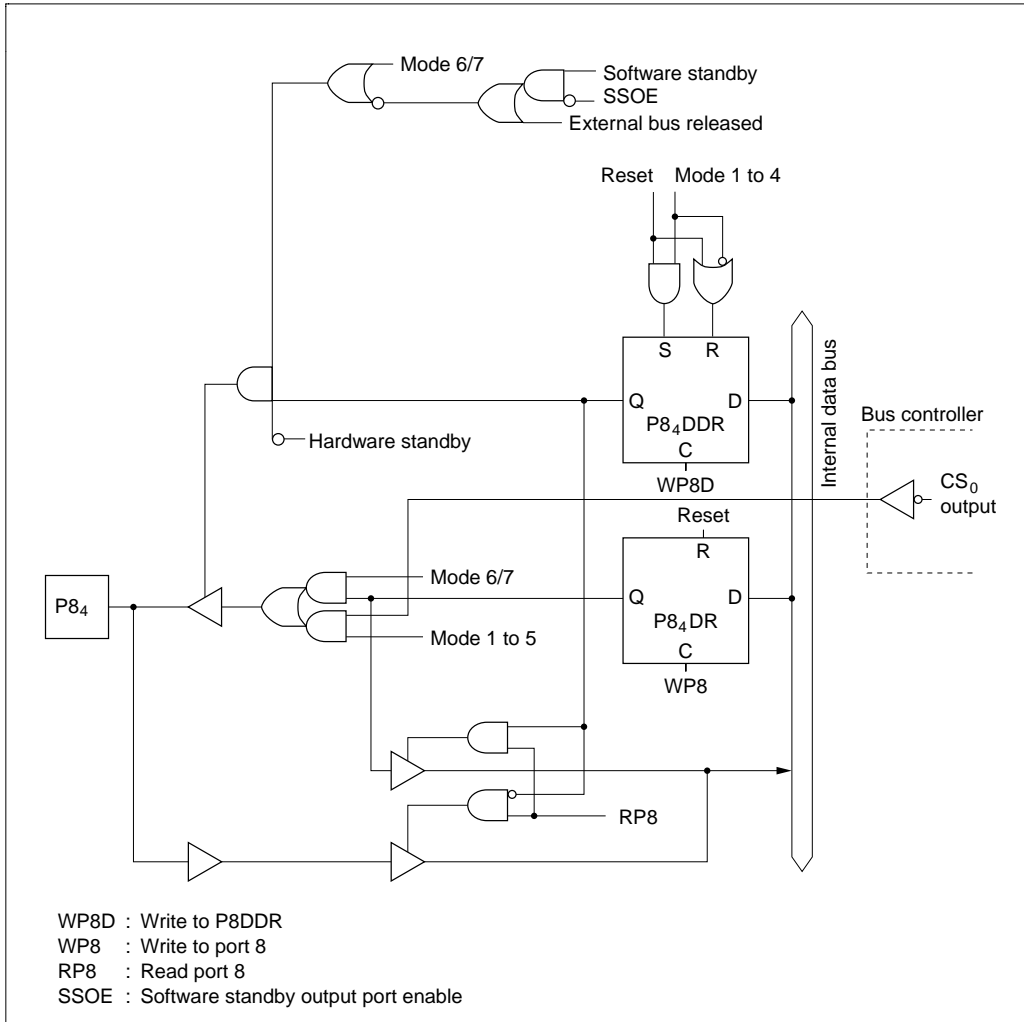 Mode 6/7
Software standby
SSOE
External bus released
Reset Mode 1 to 4
S R
Q D
P8₄DDR
C
WP8D
Hardware standby
Internal data bus
Bus controller
CS₀
output
Reset
R
Mode 6/7
P8₄
Q D
P8₄DR
Mode 1 to 5
C
WP8
RP8
WP8D : Write to P8DDR
WP8 : Write to port 8
RP8 : Read port 8
SSOE : Software standby output port enable